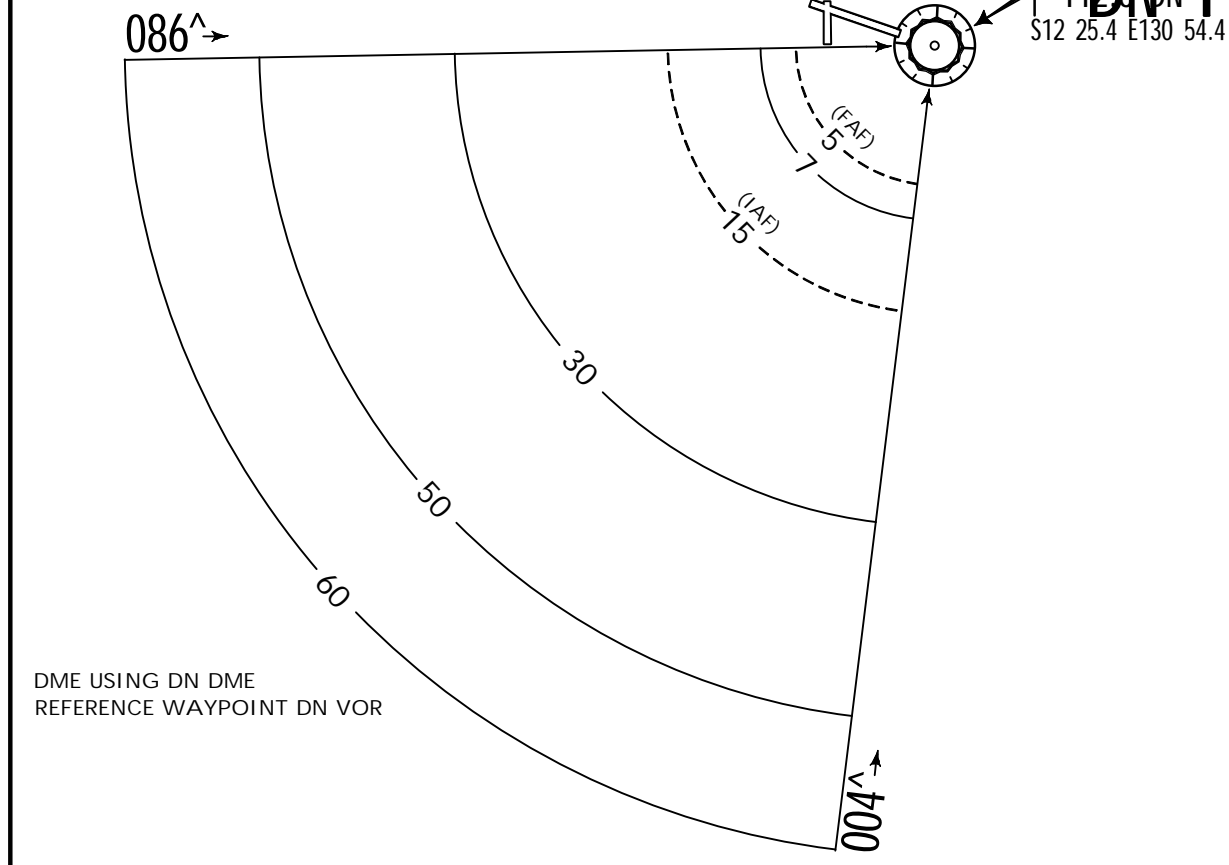 086^
DN
S12 25.4 E130 54.4
(FAF)
5
7
(IAF)
15
30
50
60
DME USING DN DME
REFERENCE WAYPOINT DN VOR
004^